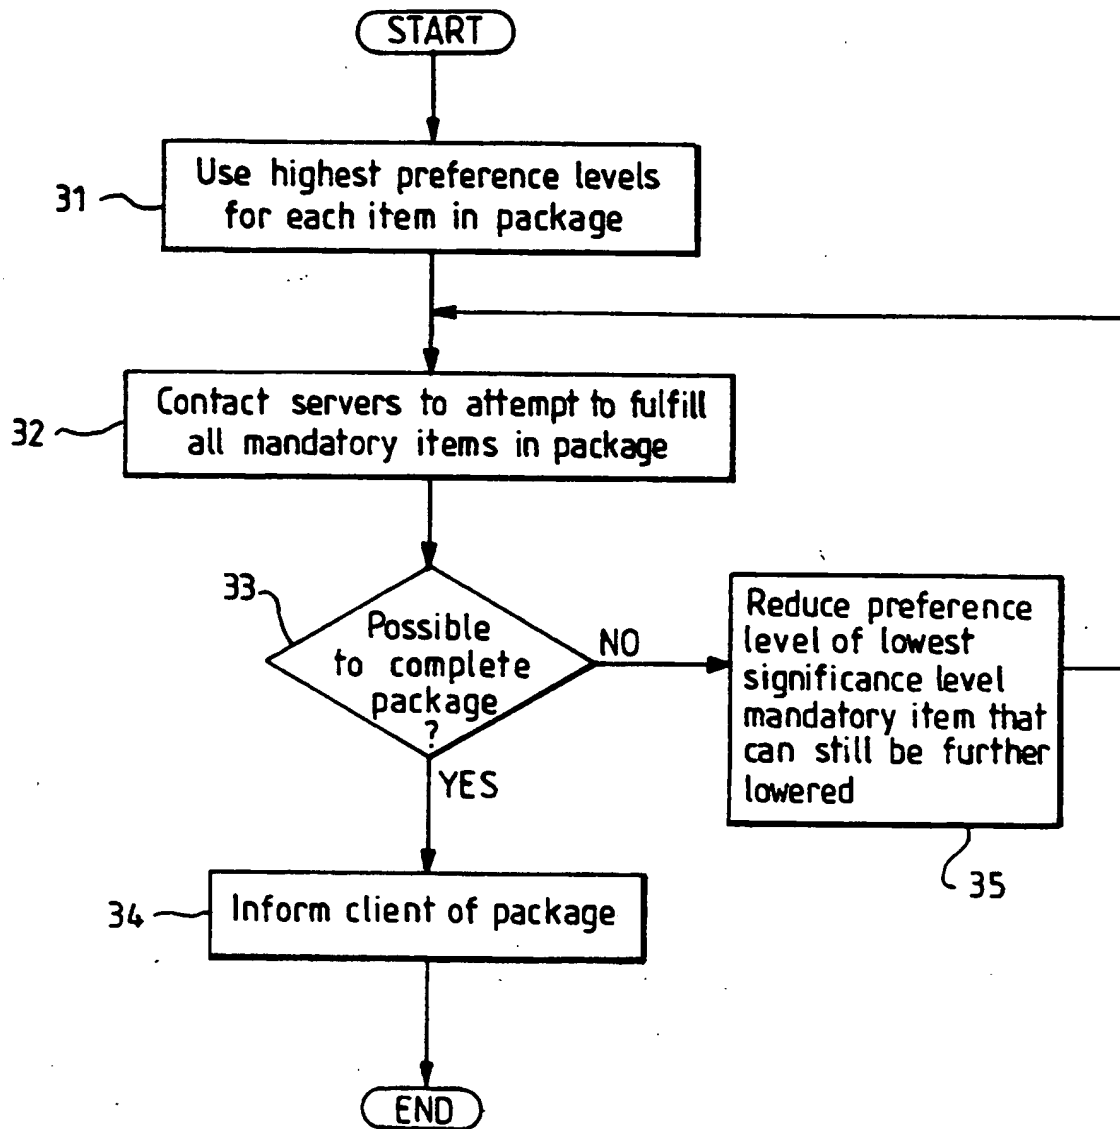 START
31
Use highest preference levels
for each item in package
32
Contact servers to attempt to fulfill
all mandatory items in package
33
Possible
to complete
package
?
NO
YES
Reduce preference
level of lowest
significance level
mandatory item that
can still be further
lowered
35
34
Inform client of package
END